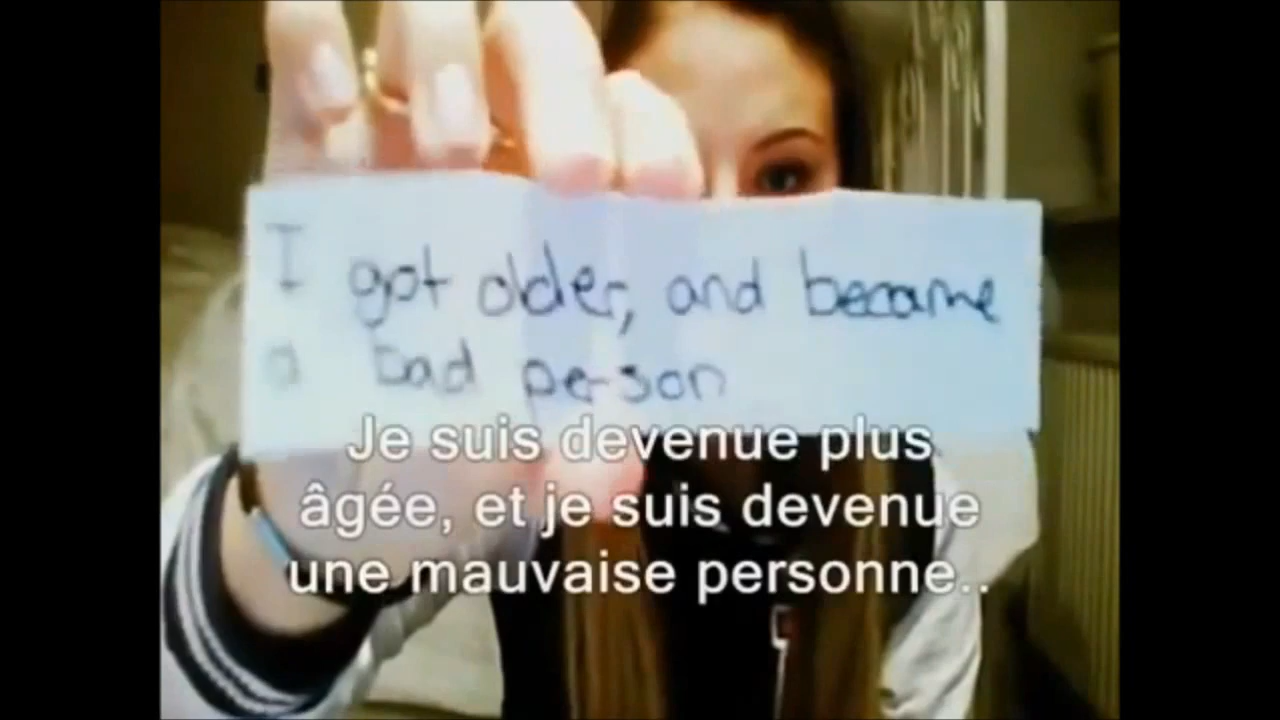 I got older, and became
a bad person
Je suis devenue plus
âgée, et je suis devenue
une mauvaise personne..